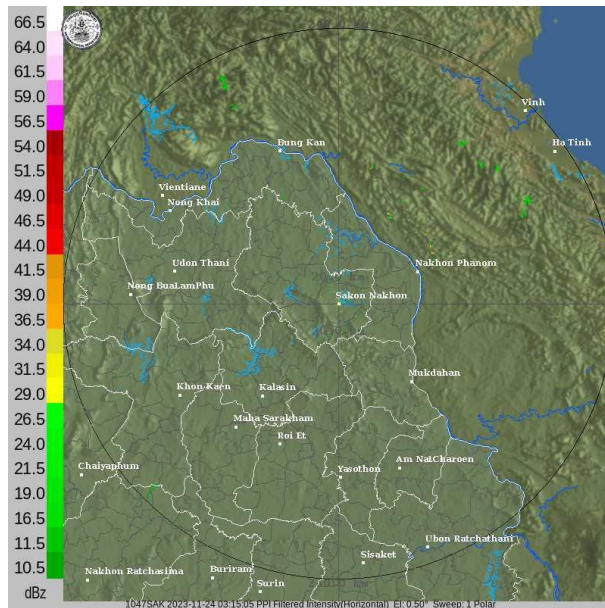 66.5
64.0
61.5
59.0
56.5
54.0
51.5
49.0
46.5
44.0
41.5
39.0
36.5
34.0
31.5
29.0
26.5
24.0
21.5
19.0
16.5
14.0
11.5
10.5
dBz
Vinh
Ha Tinh
Bung Kan
Vientiane
Nong Khai
Udon Thani
Nakhon Phanom
Nong BuaLamPhu
Sakon Nakhon
Mukdahan
Khon Kaen
Kalasin
Maha Sarakham
Roi Et
Chaiyaphum
Yasothon
Am NatCharoen
Ubon Ratchathani
Sisaket
Nakhon Ratchasima
Buriram
Surin
1047SAK 2023-11-24 03:15:05 PPI Filtered Intensity(Horizontal) El: 0.50° Sweep: 1 Polar